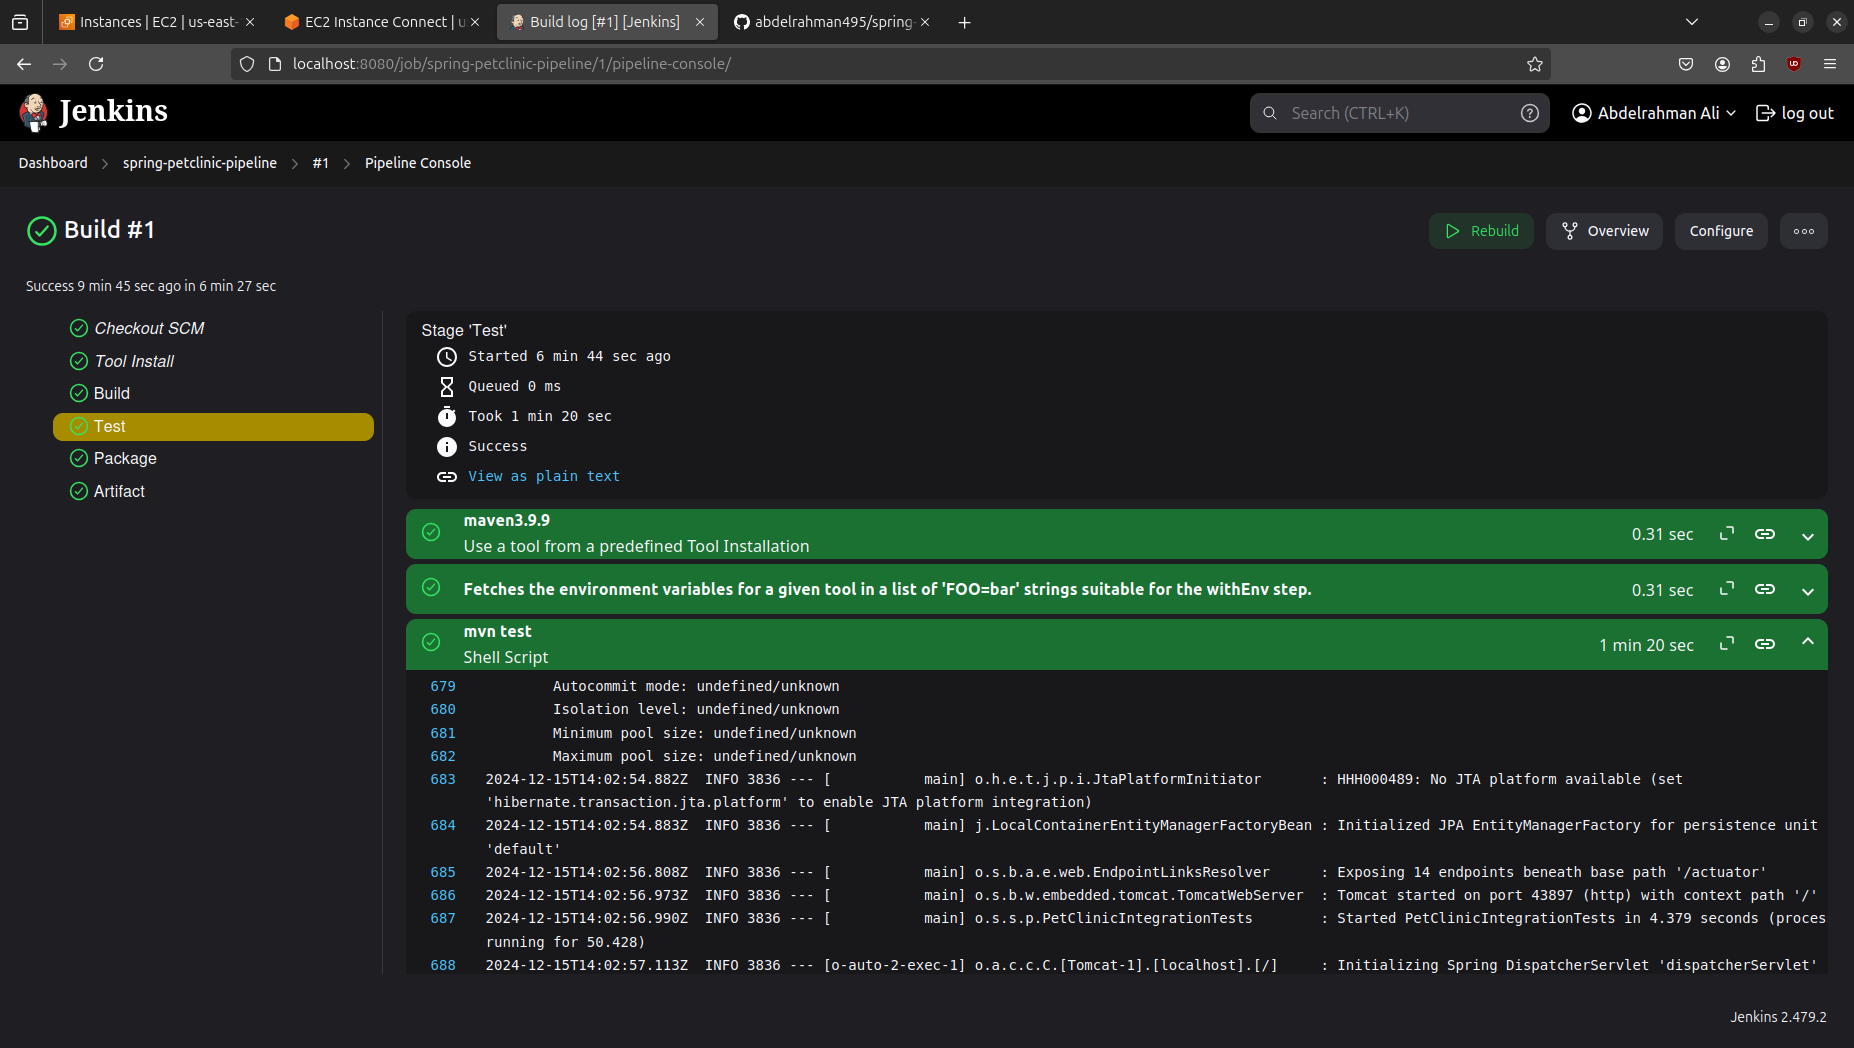 Instances | EC2 | us-east-
EC2 Instance Connect | u
Build log [#1] [Jenkins]
abdelrahman495/spring-
localhost:8080/job/spring-petclinic-pipeline/1/pipeline-console/
Jenkins
Search (CTRL+K)
Abdelrahman Ali
log out
Dashboard
spring-petclinic-pipeline
#1
Pipeline Console
Build #1
Rebuild
Overview
Configure
Success 9 min 45 sec ago in 6 min 27 sec
Checkout SCM
Tool Install
Build
Test
Package
Artifact
Stage 'Test'
Started 6 min 44 sec ago
Queued 0 ms
Took 1 min 20 sec
Success
View as plain text
maven3.9.9
Use a tool from a predefined Tool Installation
0.31 sec
Fetches the environment variables for a given tool in a list of 'FOO=bar' strings suitable for the withEnv step.
0.31 sec
mvn test
Shell Script
1 min 20 sec
679 Autocommit mode: undefined/unknown
680 Isolation level: undefined/unknown
681 Minimum pool size: undefined/unknown
682 Maximum pool size: undefined/unknown
683 2024-12-15T14:02:54.882Z  INFO 3836 --- [           main] o.h.e.t.j.p.i.JtaPlatformInitiator       : HHH000489: No JTA platform available (set
'hibernate.transaction.jta.platform' to enable JTA platform integration)
684 2024-12-15T14:02:54.883Z  INFO 3836 --- [           main] j.LocalContainerEntityManagerFactoryBean : Initialized JPA EntityManagerFactory for persistence unit
'default'
685 2024-12-15T14:02:56.808Z  INFO 3836 --- [           main] o.s.b.a.e.web.EndpointLinksResolver      : Exposing 14 endpoints beneath base path '/actuator'
686 2024-12-15T14:02:56.973Z  INFO 3836 --- [           main] o.s.b.w.embedded.tomcat.TomcatWebServer  : Tomcat started on port 43897 (http) with context path '/'
687 2024-12-15T14:02:56.990Z  INFO 3836 --- [           main] o.s.s.p.PetClinicIntegrationTests        : Started PetClinicIntegrationTests in 4.379 seconds (proces
running for 50.428)
688 2024-12-15T14:02:57.113Z  INFO 3836 --- [o-auto-2-exec-1] o.a.c.c.C.[Tomcat-1].[localhost].[/]     : Initializing Spring DispatcherServlet 'dispatcherServlet'
Jenkins 2.479.2